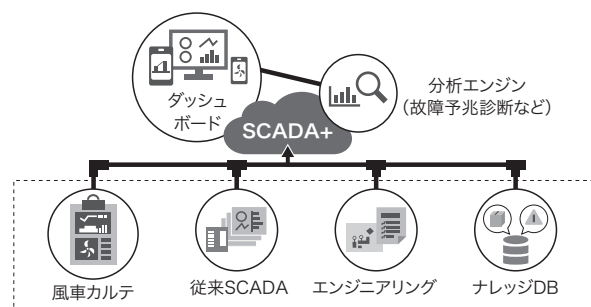 ダッシュ
ボード
分析エンジン
（故障予兆診断など）
SCADA+
風車カルテ
従来SCADA
エンジニアリング
ナレッジDB